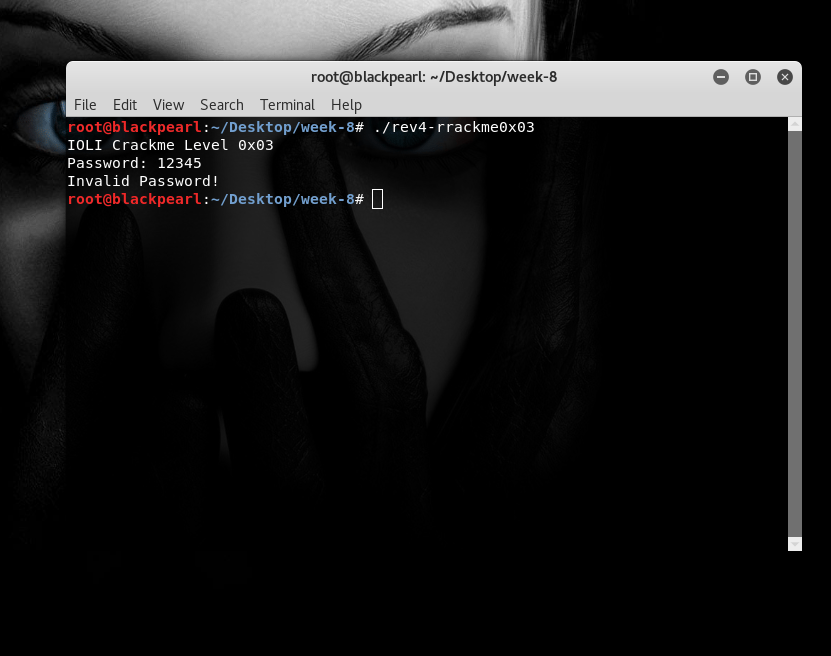 root@blackpearl: ~/Desktop/week-8
File Edit View Search Terminal Help
root@blackpearl:~/Desktop/week-8# ./rev4-rrackme0x03
IOLI Crackme Level 0x03
Password: 12345
Invalid Password!
root@blackpearl:~/Desktop/week-8#